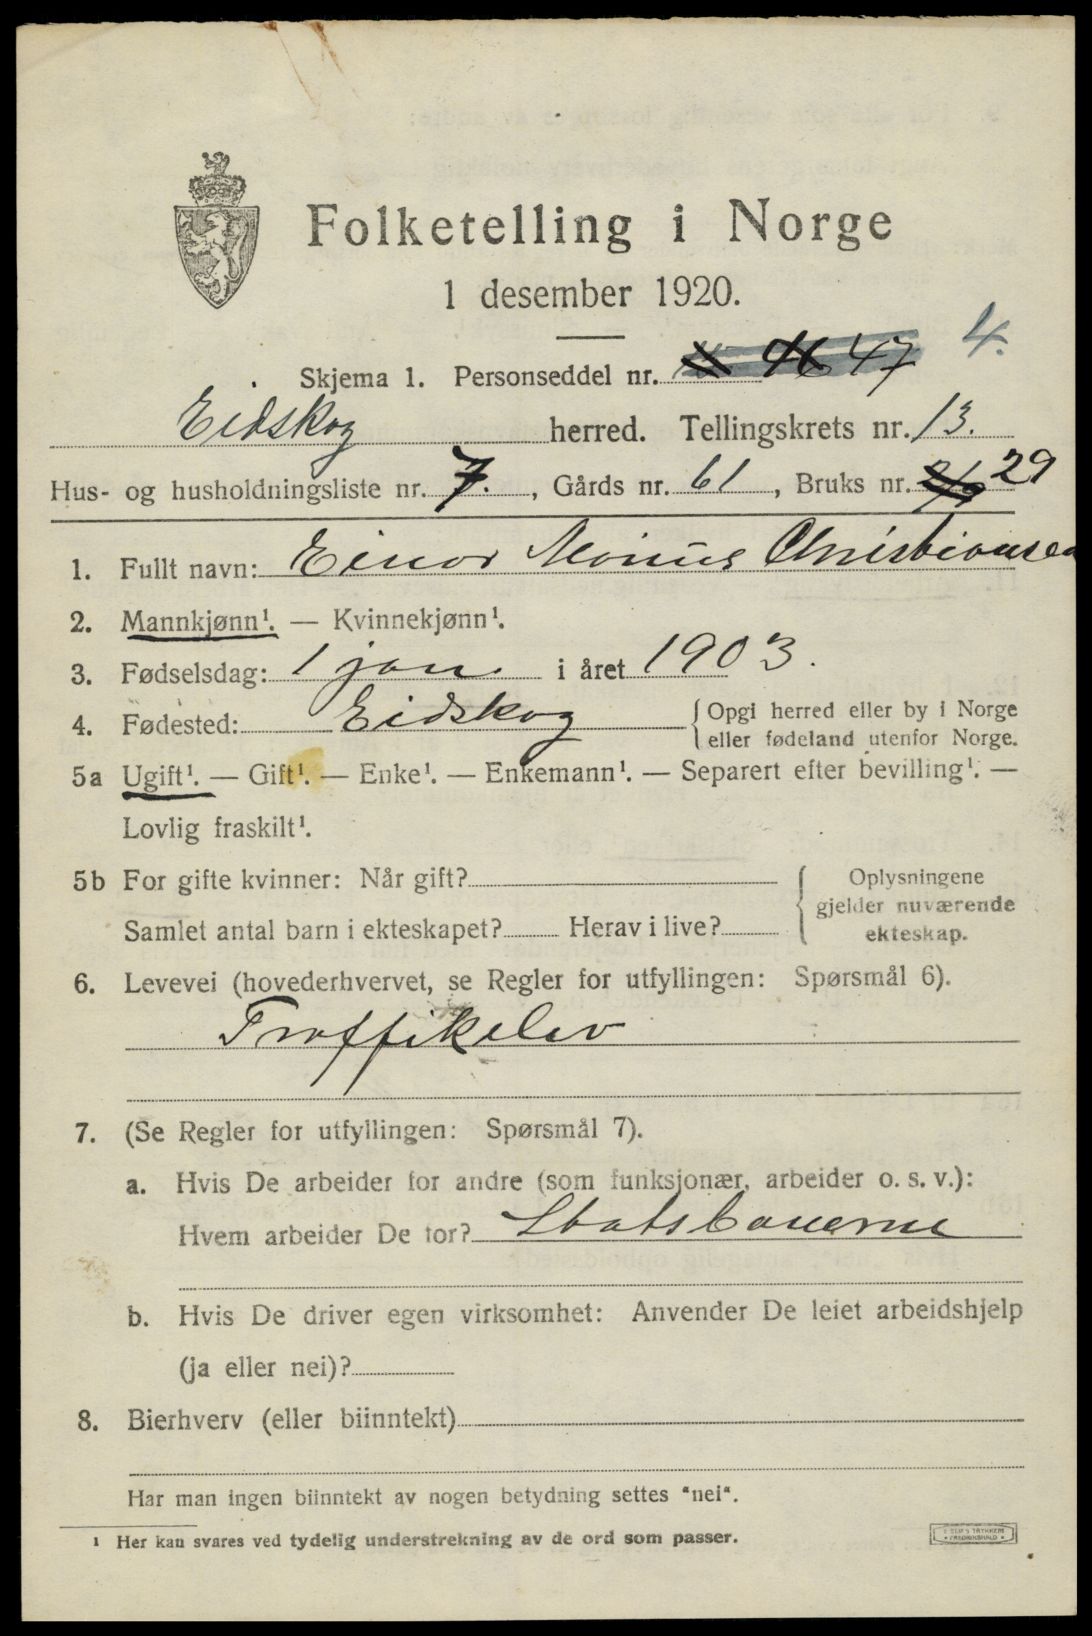 Folketelling i Norge
1 desember 1920.
4.
Skjema 1. Personseddel nr. 46 47
Eidskog herred. Tellingskrets nr. 13.
Hus- og husholdningsliste nr. 7. , Gårds nr. 61 , Bruks nr. 29
1. Fullt navn: Einar Marius Christiansen
2. Mannkjønn¹. — Kvinnekjønn¹.
3. Fødselsdag: 1 jan. i året 1903.
4. Fødested: Eidskog {Opgi herred eller by i Norge
eller fødeland utenfor Norge.
5a Ugift¹. — Gift¹. — Enke¹. — Enkemann¹. — Separert efter bevilling¹. —
Lovlig fraskilt¹.
5b For gifte kvinner: Når gift?
Samlet antal barn i ekteskapet? Herav i live?
{Oplysningene
gjelder nuværende
ekteskap.
6. Levevei (hovederhvervet, se Regler for utfyllingen: Spørsmål 6).
Traffikelev
7. (Se Regler for utfyllingen: Spørsmål 7).
a. Hvis De arbeider for andre (som funksjonær, arbeider o. s. v.):
Hvem arbeider De for? Statsbanerne
b. Hvis De driver egen virksomhet: Anvender De leiet arbeidshjelp
(ja eller nei)?
8. Bierhverv (eller biinntekt)
Har man ingen biinntekt av nogen betydning settes "nei".
¹ Her kan svares ved tydelig understrekning av de ord som passer.